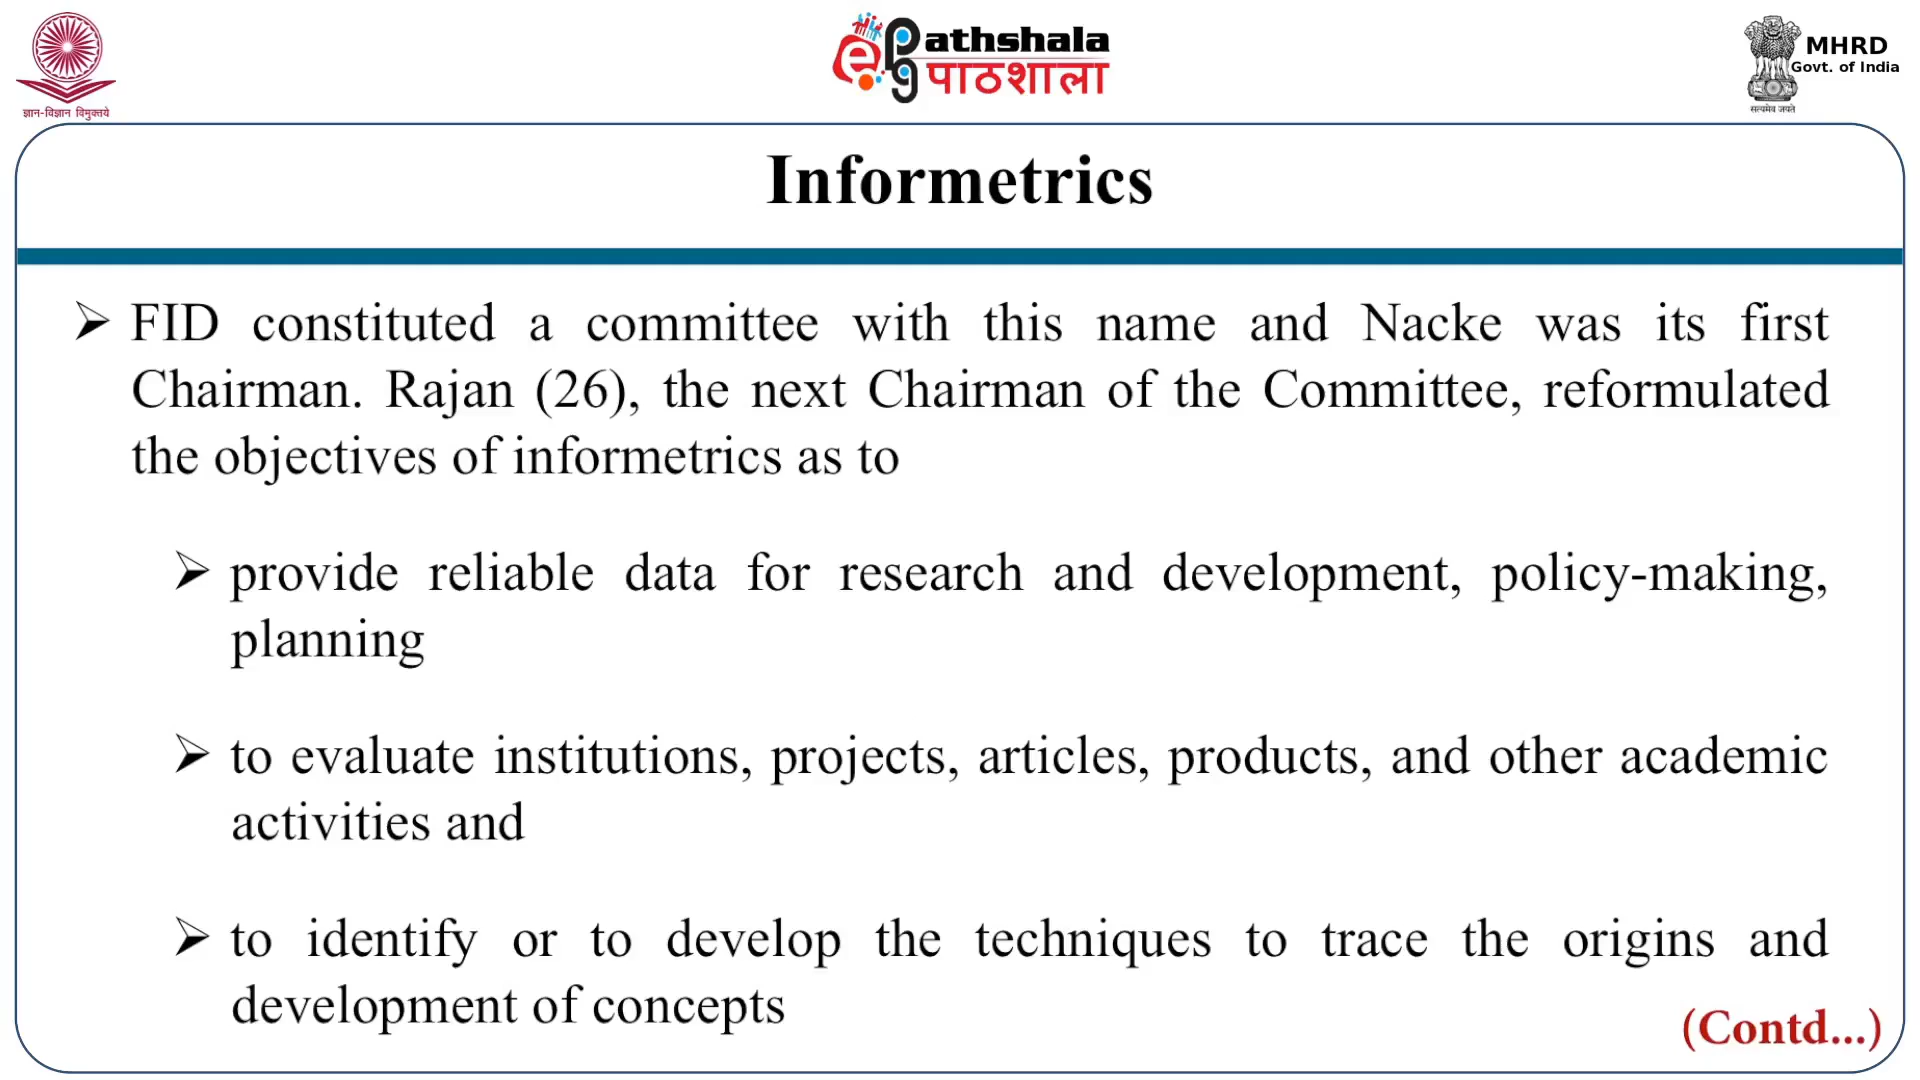 ज्ञान-विज्ञान विमुक्तये
e
Pathshala
pg
पाठशाला
MHRD
Govt. of India
सत्यमेव जयते
Informetrics
➢ FID constituted a committee with this name and Nacke was its first
Chairman. Rajan (26), the next Chairman of the Committee, reformulated
the objectives of informetrics as to
➢ provide reliable data for research and development, policy-making,
planning
➢ to evaluate institutions, projects, articles, products, and other academic
activities and
➢ to identify or to develop the techniques to trace the origins and
development of concepts
(Contd...)